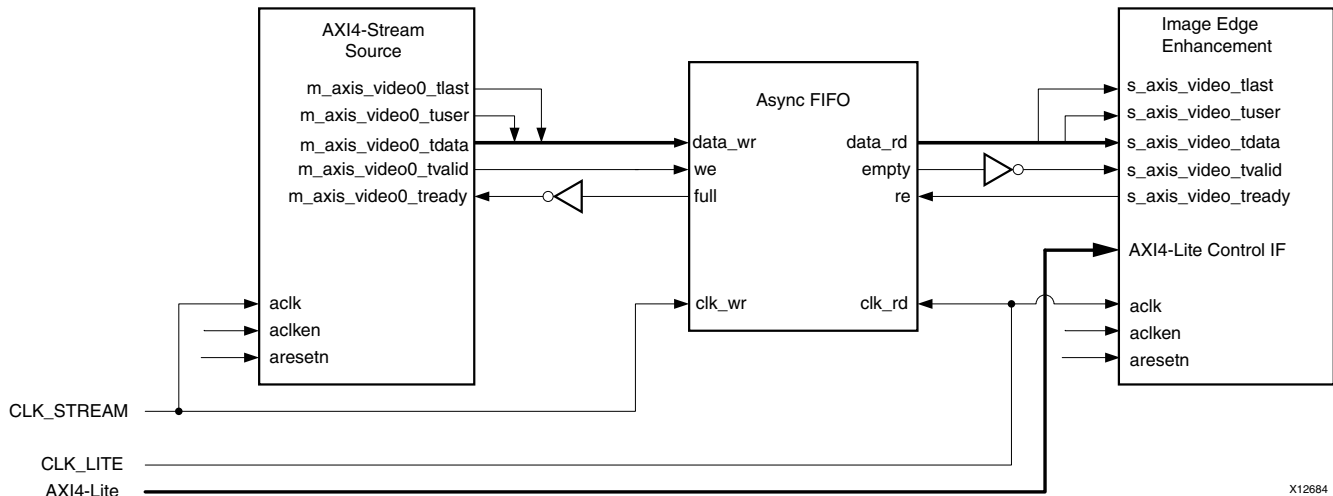 AXI4-Stream
Source
m_axis_video0_tlast
m_axis_video0_tuser
m_axis_video0_tdata
m_axis_video0_tvalid
m_axis_video0_tready
aclk
aclken
aresetn
Async FIFO
data_wr
data_rd
we
empty
full
re
clk_wr
clk_rd
Image Edge
Enhancement
s_axis_video_tlast
s_axis_video_tuser
s_axis_video_tdata
s_axis_video_tvalid
s_axis_video_tready
AXI4-Lite Control IF
aclk
aclken
aresetn
CLK_STREAM
CLK_LITE
AXI4-Lite
X12684